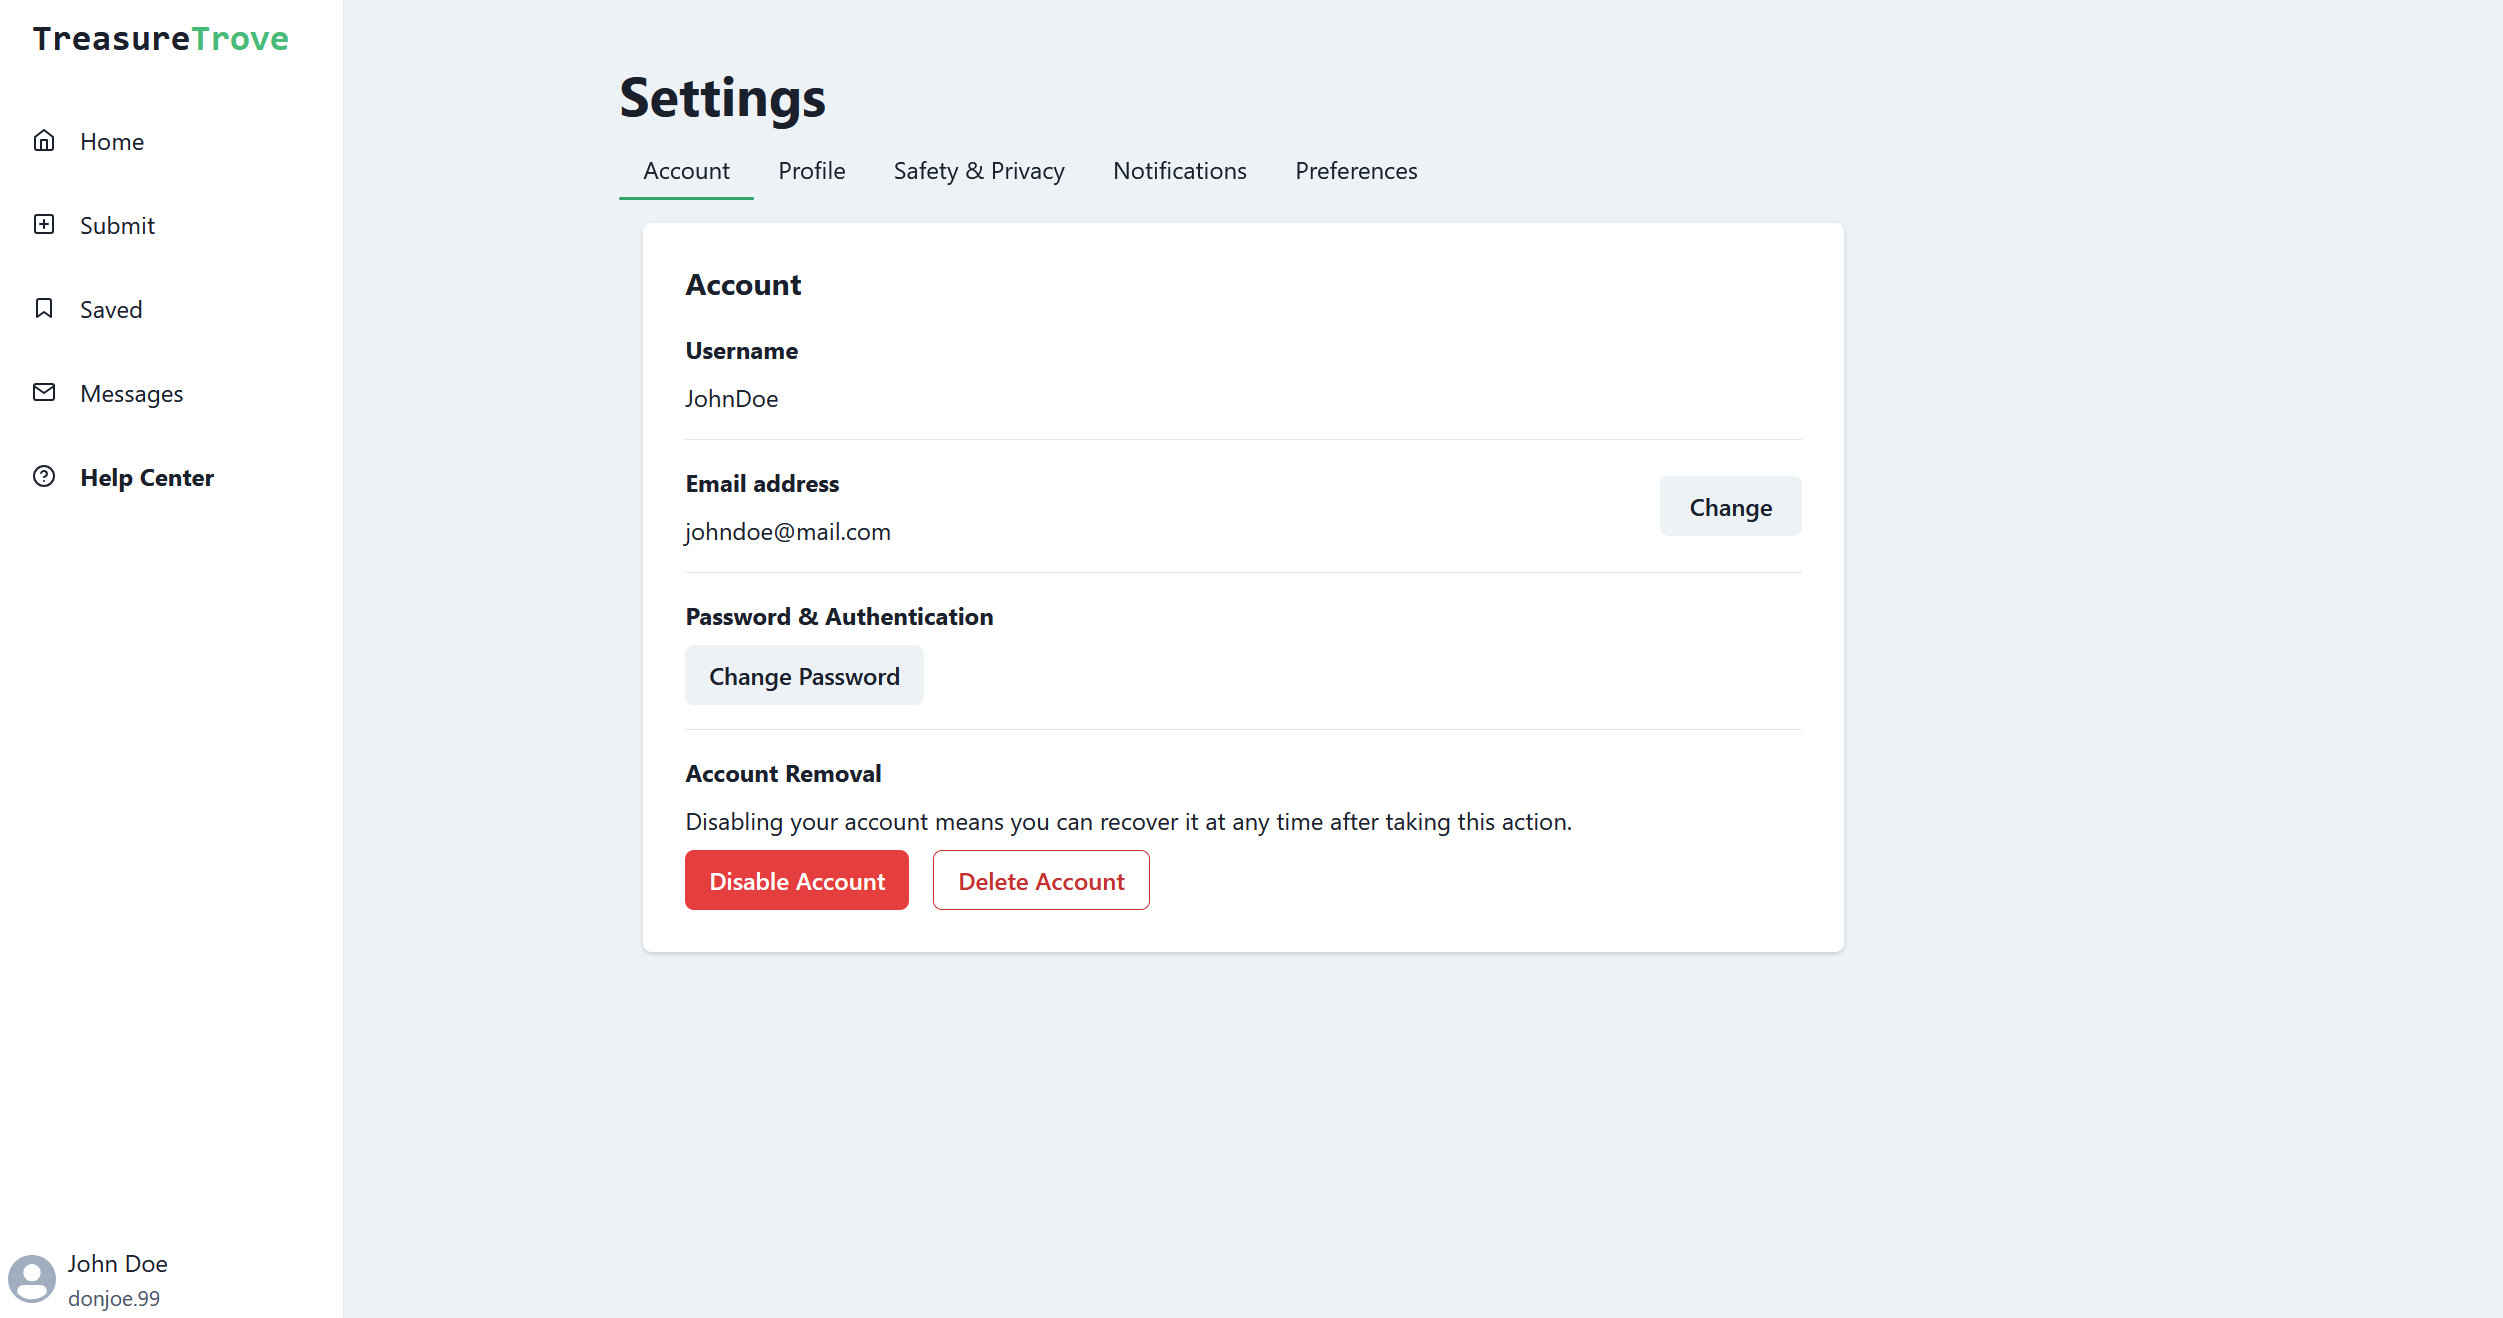 TreasureTrove
Home
Submit
Saved
Messages
Help Center
John Doe
donjoe.99
Settings
Account Profile Safety & Privacy Notifications Preferences
Account
Username
JohnDoe
Email address
johndoe@mail.com
Change
Password & Authentication
Change Password
Account Removal
Disabling your account means you can recover it at any time after taking this action.
Disable Account Delete Account